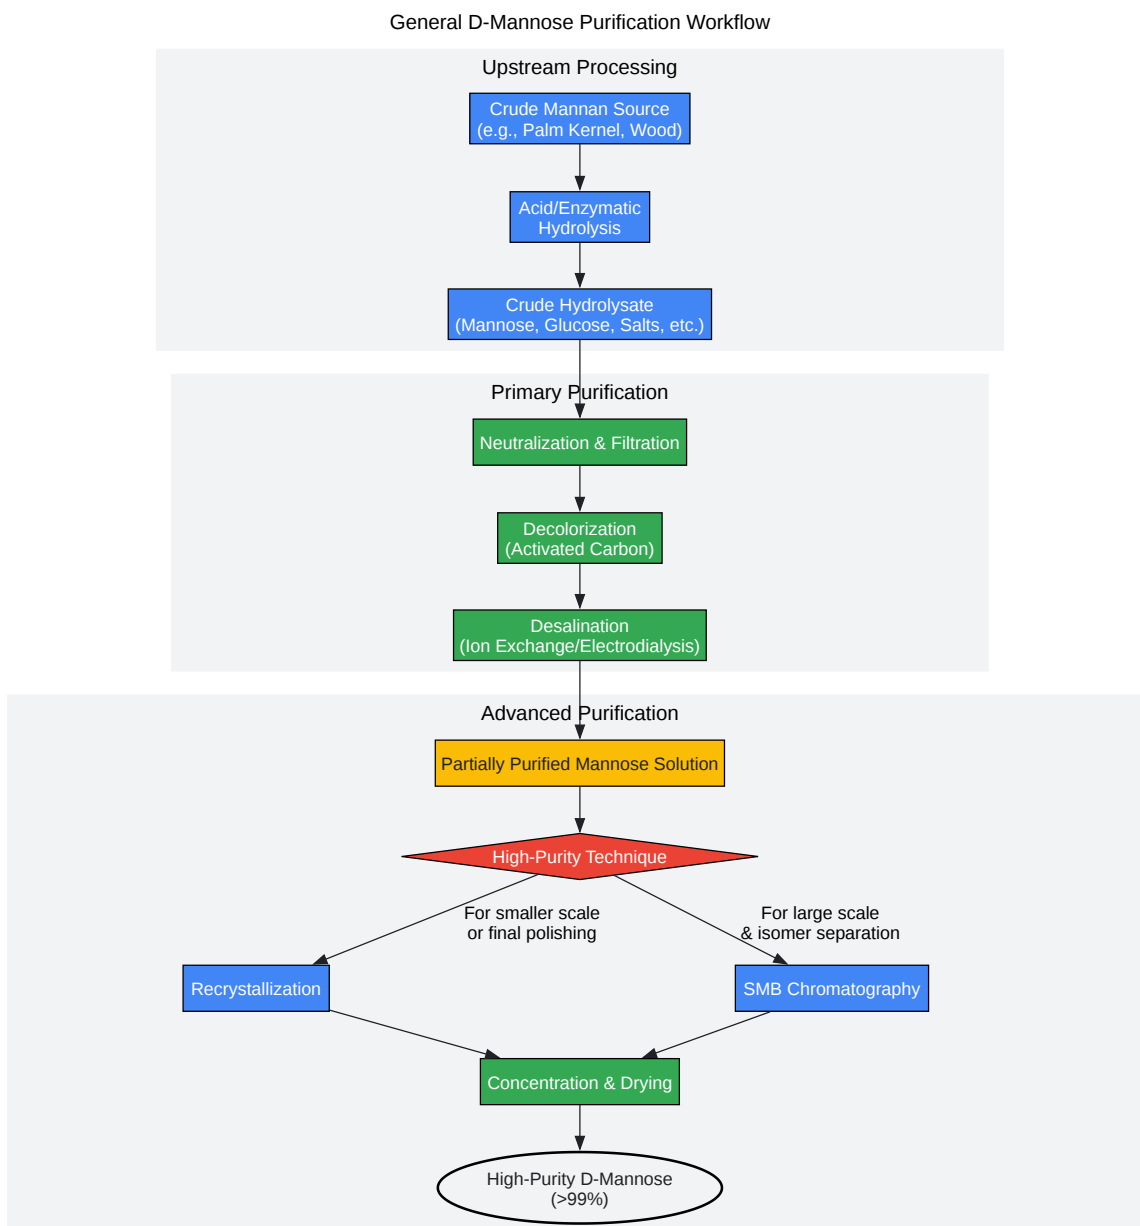 General D-Mannose Purification Workflow
Upstream Processing
Crude Mannan Source
(e.g., Palm Kernel, Wood)
Acid/Enzymatic
Hydrolysis
Crude Hydrolysate
(Mannose, Glucose, Salts, etc.)
Primary Purification
Neutralization & Filtration
Decolorization
(Activated Carbon)
Desalination
(Ion Exchange/Electrodialysis)
Advanced Purification
Partially Purified Mannose Solution
High-Purity Technique
For smaller scale
or final polishing
For large scale
& isomer separation
Recrystallization
SMB Chromatography
Concentration & Drying
High-Purity D-Mannose
(>99%)